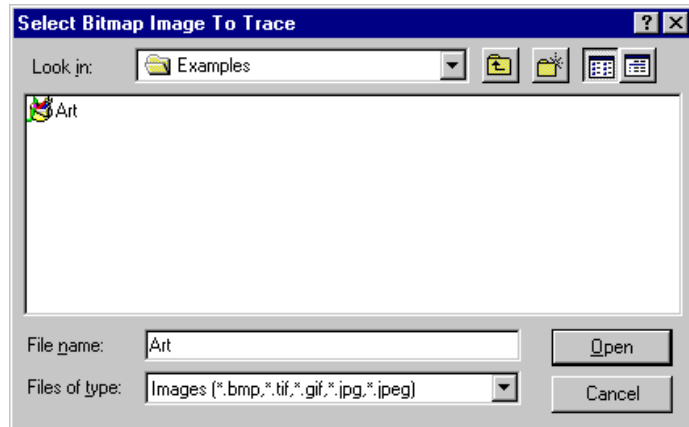 Select Bitmap Image To Trace
Look in: Examples
Art
File name: Art
Open
Files of type: Images (*.bmp,*.tif,*.gif,*.jpg,*.jpeg)
Cancel